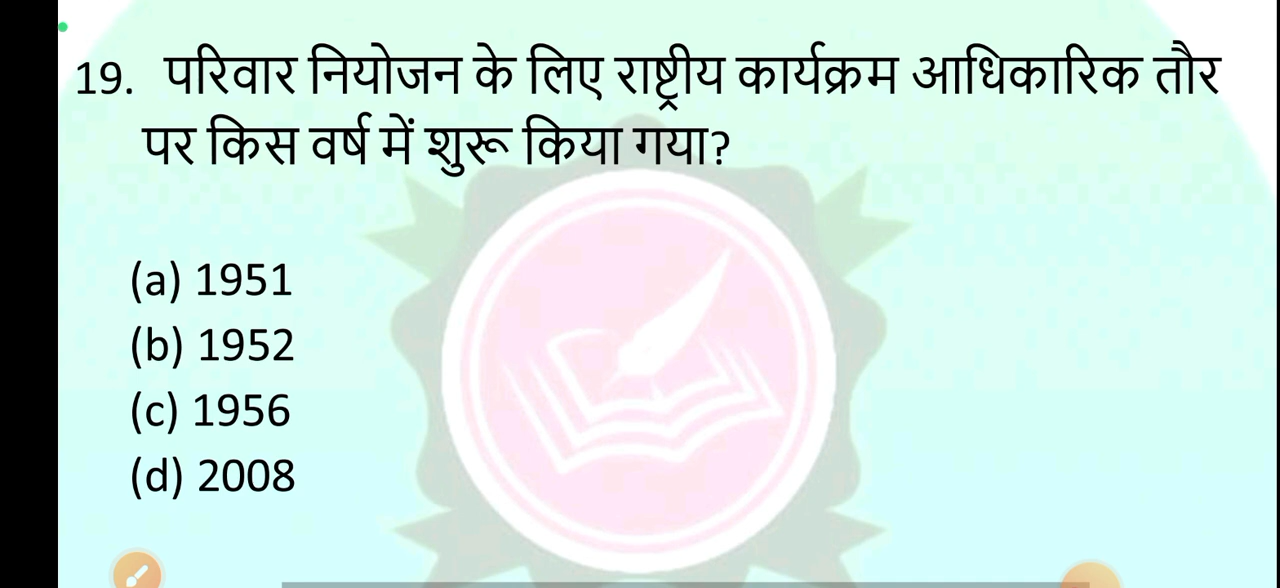 19. परिवार नियोजन के लिए राष्ट्रीय कार्यक्रम आधिकारिक तौर
पर किस वर्ष में शुरू किया गया?
(a) 1951
(b) 1952
(c) 1956
(d) 2008